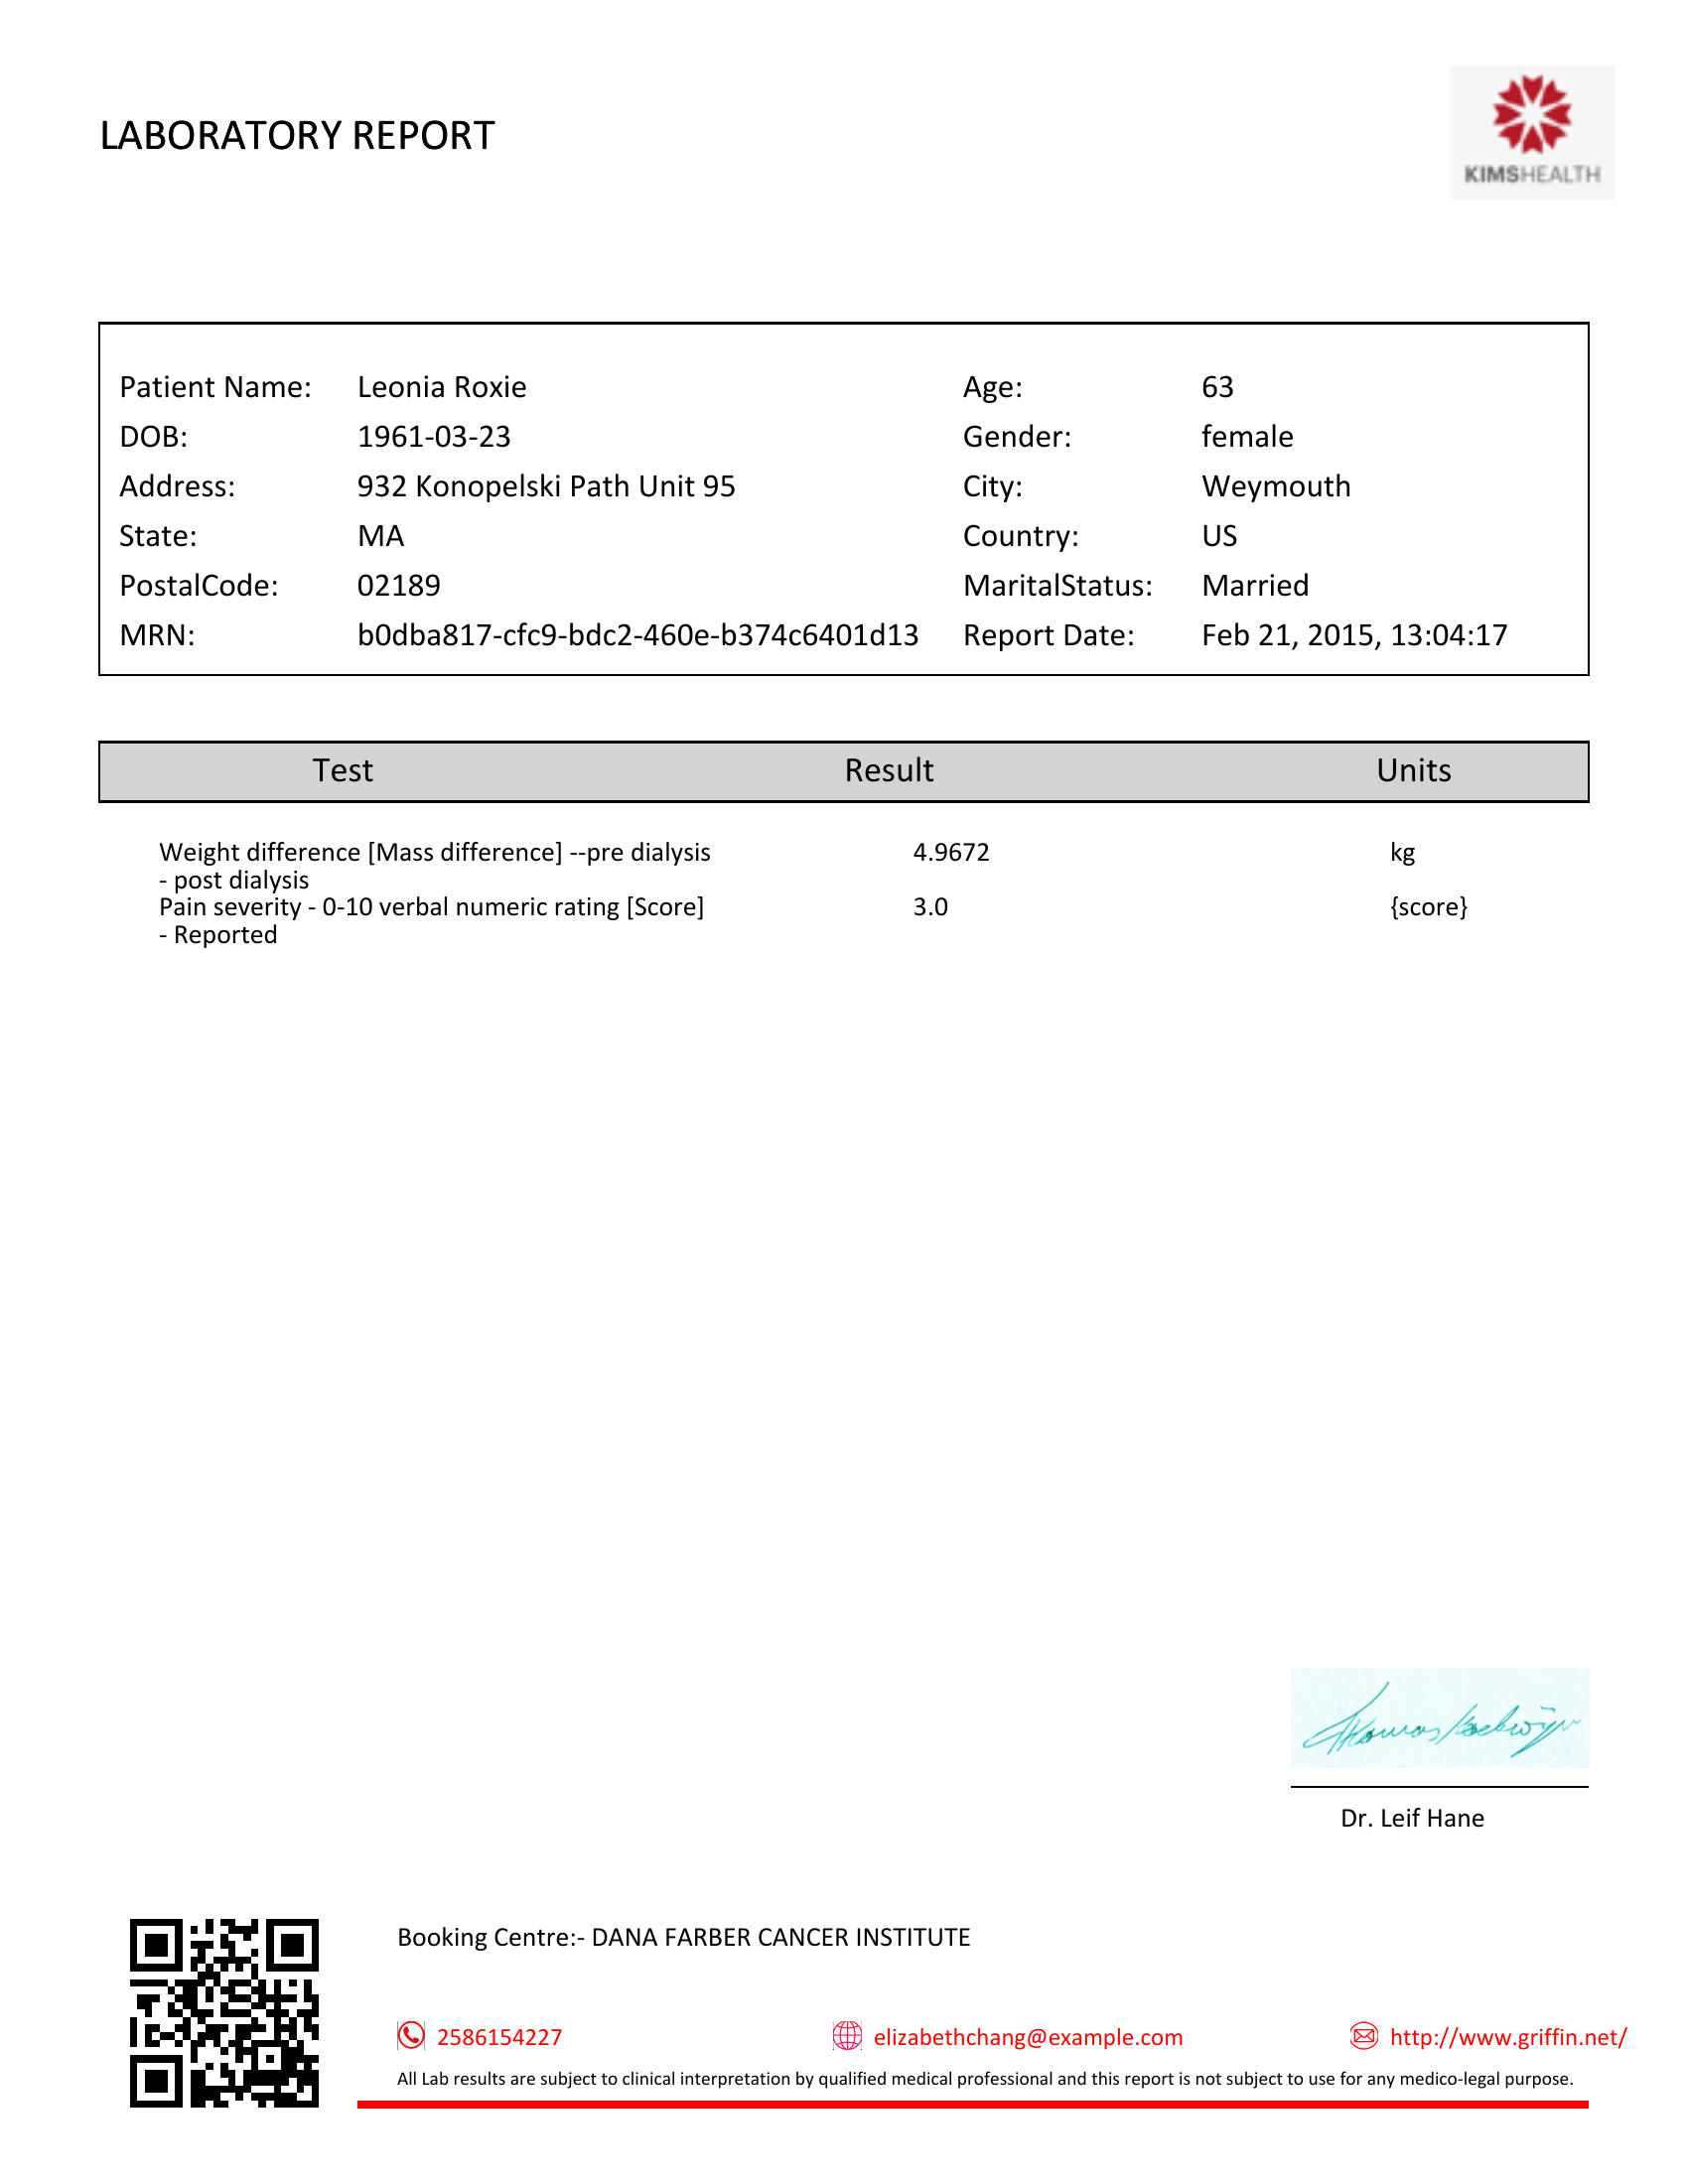 LABORATORY REPORT
KIMSHEALTH
Patient Name: Leonia Roxie Age: 63
DOB: 1961-03-23 Gender: female
Address: 932 Konopelski Path Unit 95 City: Weymouth
State: MA Country: US
PostalCode: 02189 MaritalStatus: Married
MRN: b0dba817-cfc9-bdc2-460e-b374c6401d13 Report Date: Feb 21, 2015, 13:04:17
Test Result Units
Weight difference [Mass difference] --pre dialysis 4.9672 kg
- post dialysis
Pain severity - 0-10 verbal numeric rating [Score] 3.0 {score}
- Reported
Dr. Leif Hane
Booking Centre:- DANA FARBER CANCER INSTITUTE
2586154227 elizabethchang@example.com http://www.griffin.net/
All Lab results are subject to clinical interpretation by qualified medical professional and this report is not subject to use for any medico-legal purpose.